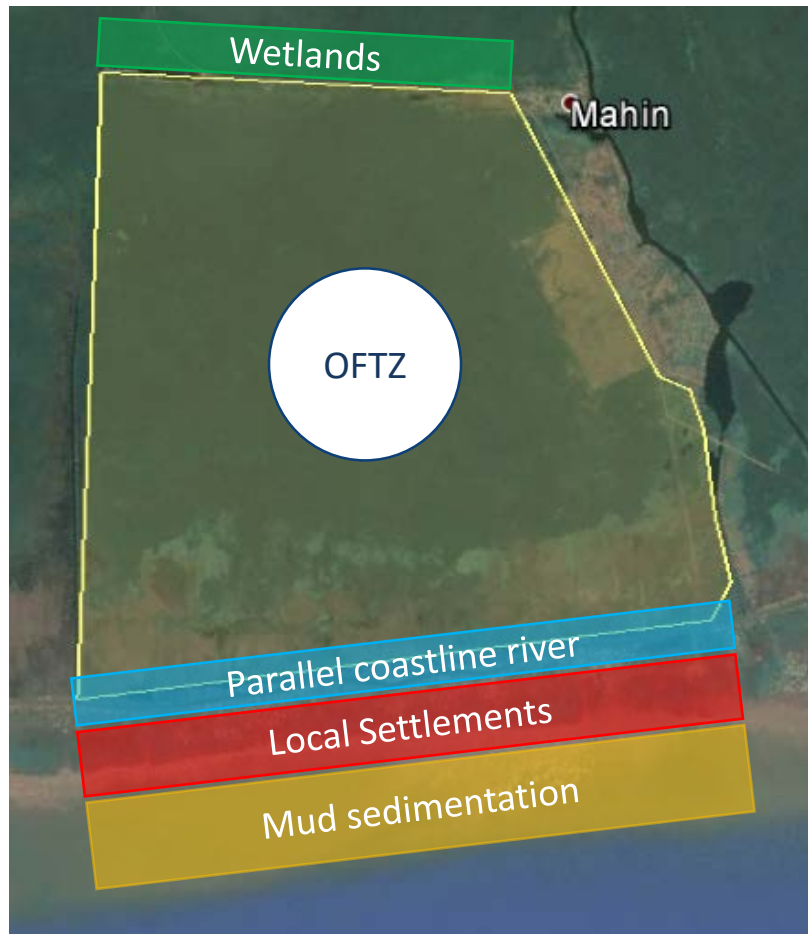 Wetlands
Mahin
OFTZ
Parallel coastline river
Local Settlements
Mud sedimentation